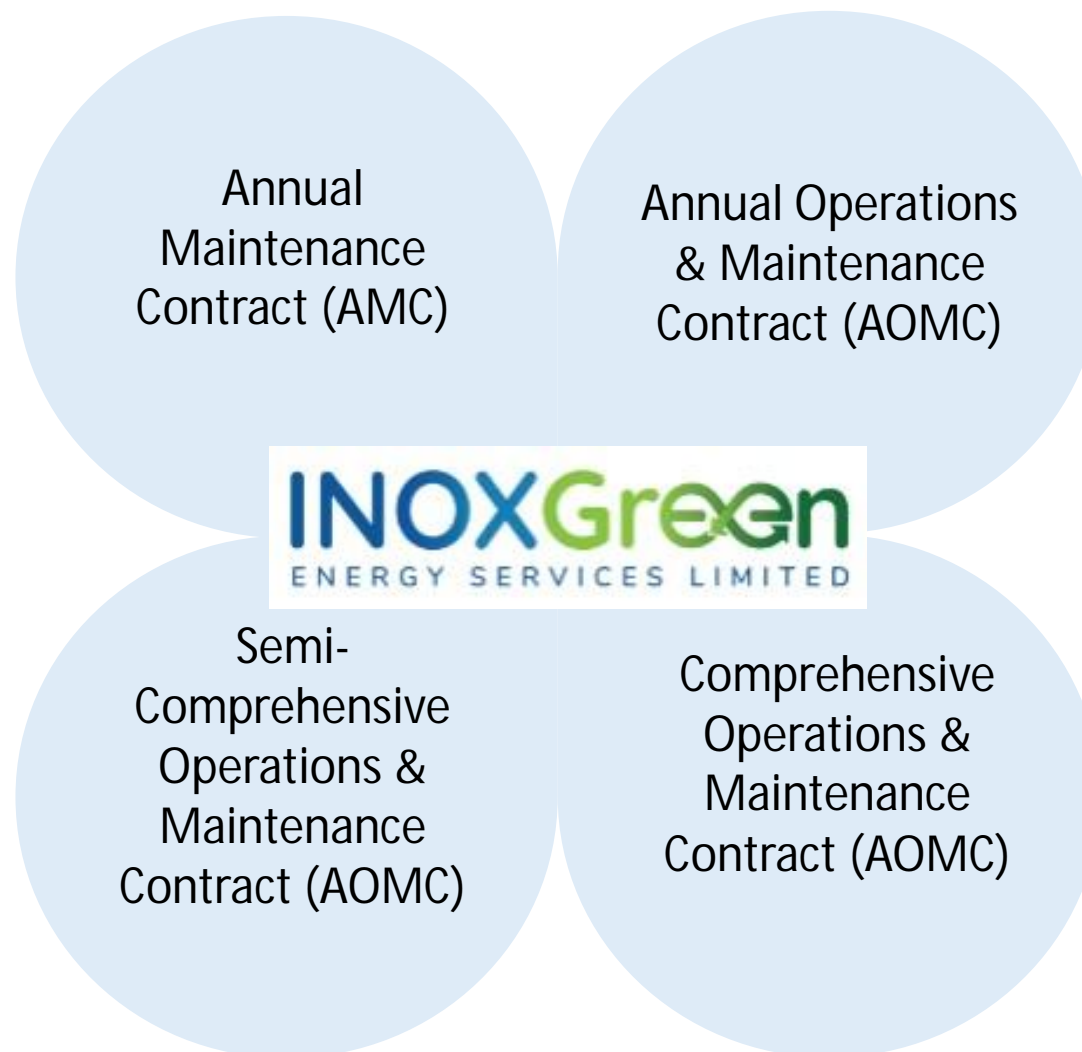 Annual
Maintenance
Contract (AMC)
Annual Operations
& Maintenance
Contract (AOMC)
INOXGreen
ENERGY SERVICES LIMITED
Semi-
Comprehensive
Operations &
Maintenance
Contract (AOMC)
Comprehensive
Operations &
Maintenance
Contract (AOMC)